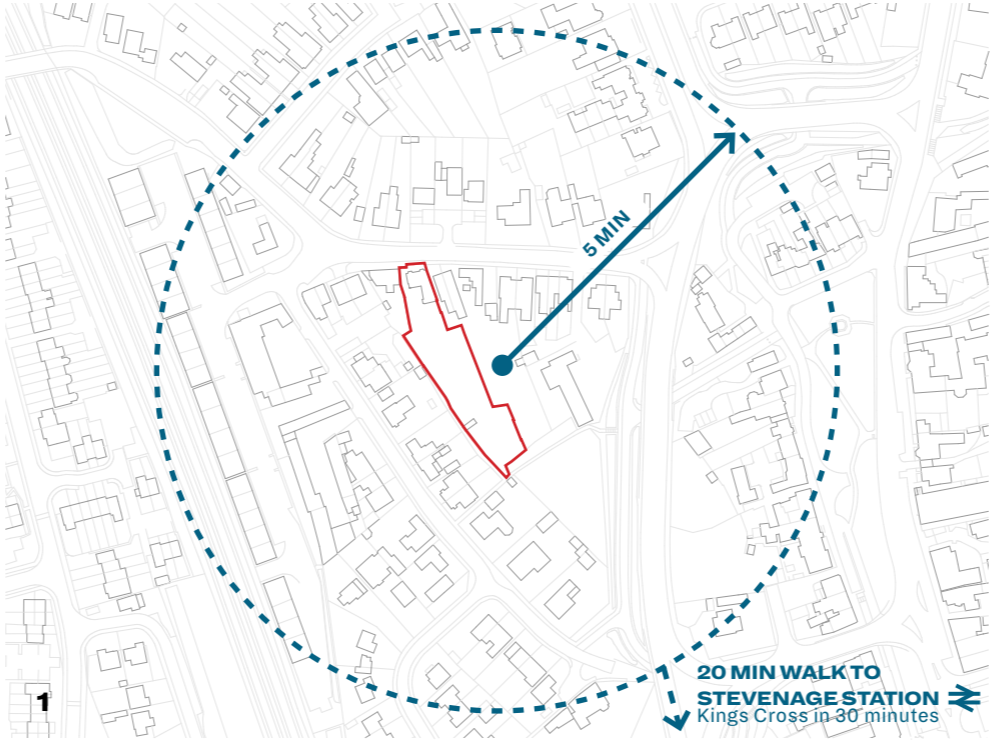 5 MIN
20 MIN WALK TO
STEVENAGE STATION
Kings Cross in 30 minutes
1